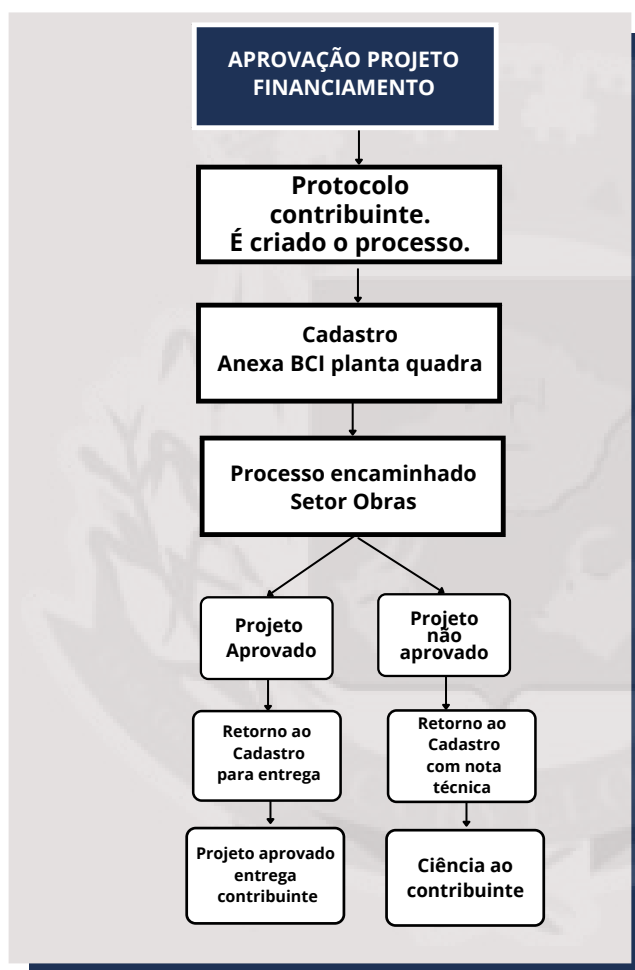 APROVAÇÃO PROJETO
FINANCIAMENTO
Protocolo
contribuinte.
É criado o processo.
Cadastro
Anexa BCI planta quadra
Processo encaminhado
Setor Obras
Projeto
Aprovado
Projeto
não
aprovado
Retorno ao
Cadastro
para entrega
Retorno ao
Cadastro
com nota
técnica
Projeto aprovado
entrega
contribuinte
Ciência ao
contribuinte